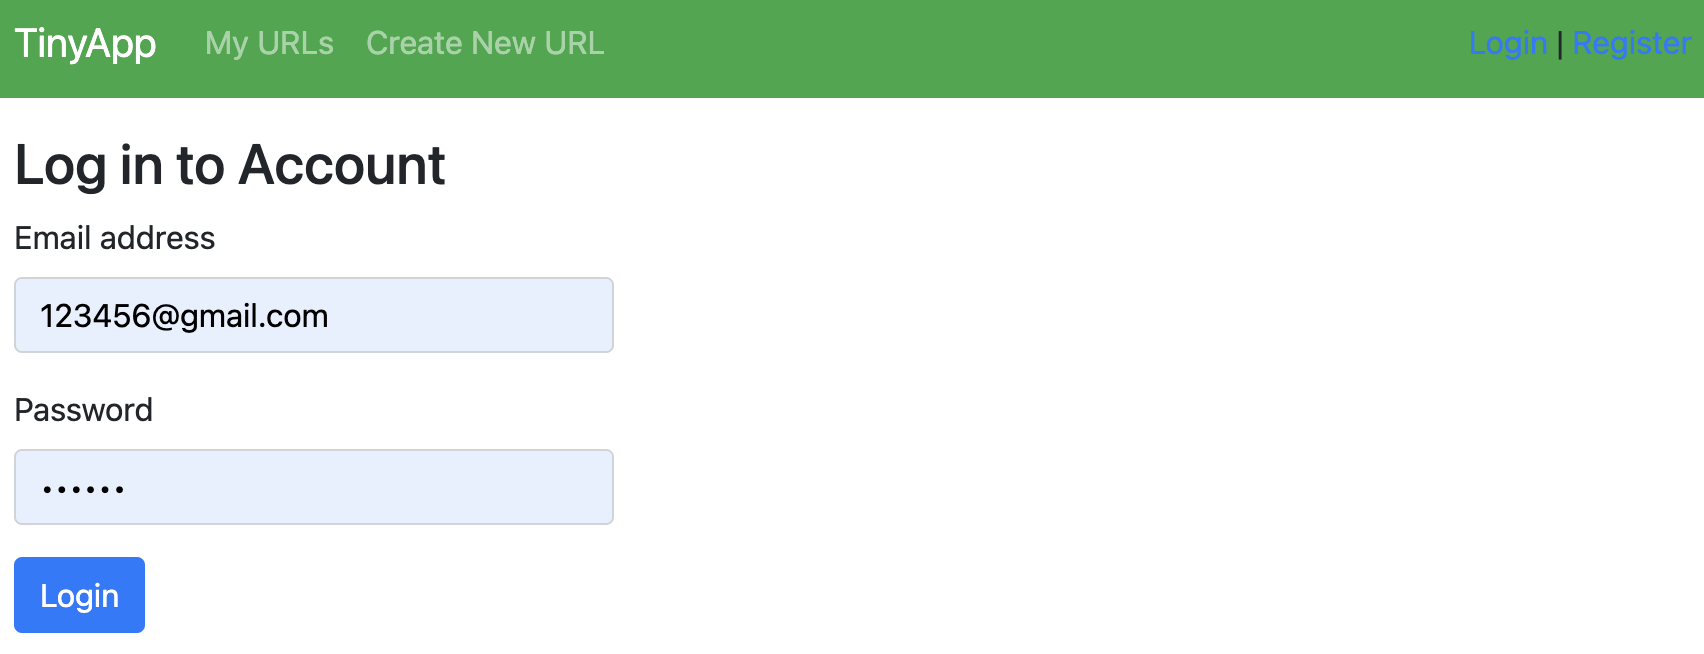 TinyApp My URLs Create New URL Login | Register
Log in to Account
Email address
123456@gmail.com
Password
••••••
Login